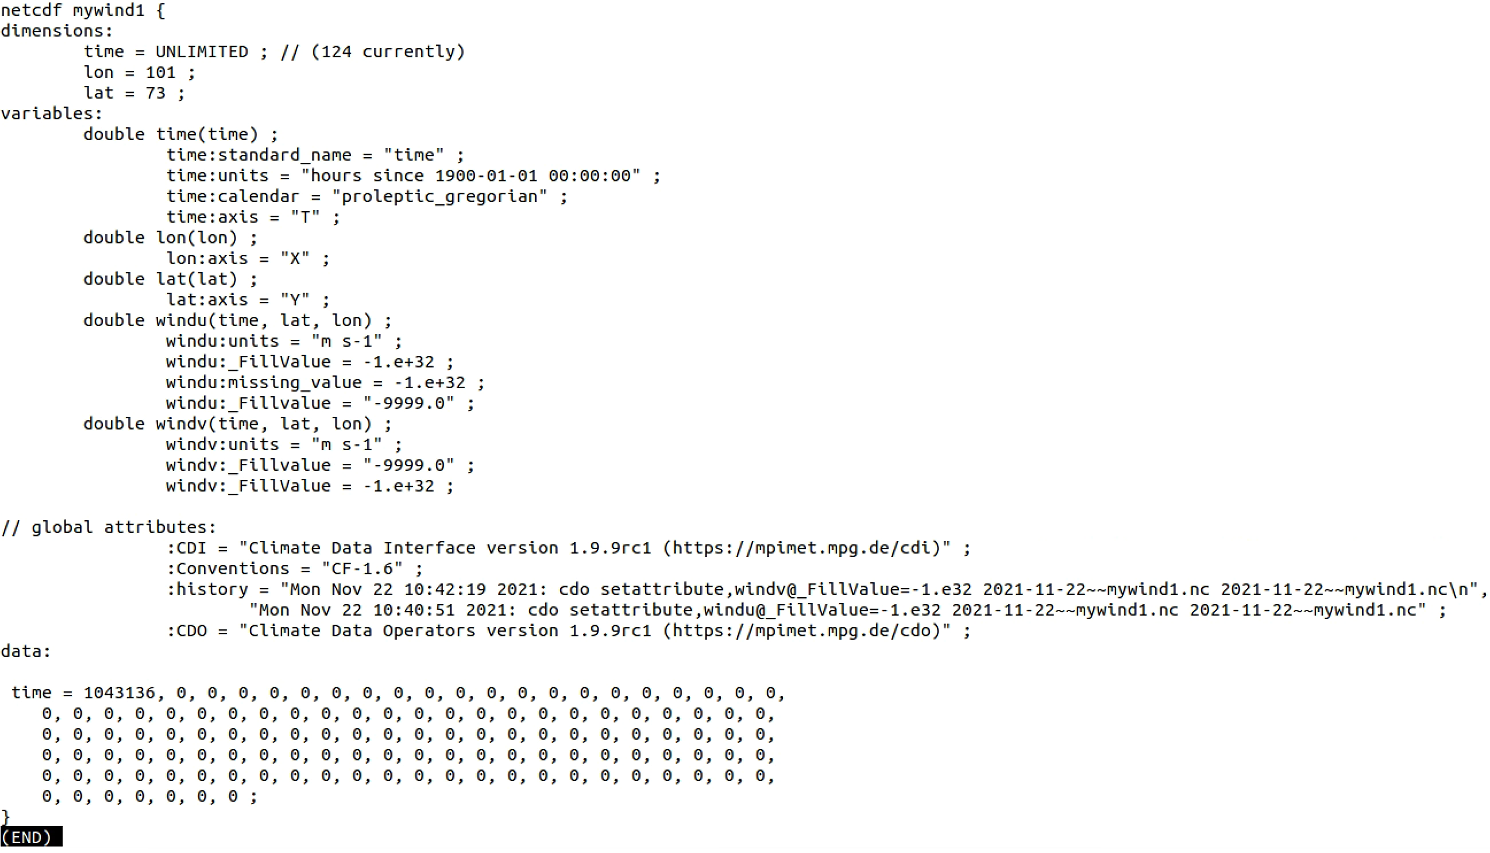 netcdf mywind1 {
dimensions:
        time = UNLIMITED ; // (124 currently)
        lon = 101 ;
        lat = 73 ;
variables:
        double time(time) ;
                time:standard_name = "time" ;
                time:units = "hours since 1900-01-01 00:00:00" ;
                time:calendar = "proleptic_gregorian" ;
                time:axis = "T" ;
        double lon(lon) ;
                lon:axis = "X" ;
        double lat(lat) ;
                lat:axis = "Y" ;
        double windu(time, lat, lon) ;
                windu:units = "m s-1" ;
                windu:_FillValue = -1.e+32 ;
                windu:missing_value = -1.e+32 ;
                windu:_Fillvalue = "-9999.0" ;
        double windv(time, lat, lon) ;
                windv:units = "m s-1" ;
                windv:_Fillvalue = "-9999.0" ;
                windv:_FillValue = -1.e+32 ;
// global attributes:
                :CDI = "Climate Data Interface version 1.9.9rc1 (https://mpimet.mpg.de/cdi)" ;
                :Conventions = "CF-1.6" ;
                :history = "Mon Nov 22 10:42:19 2021: cdo setattribute,windv@_FillValue=-1.e32 2021-11-22~~mywind1.nc 2021-11-22~~mywind1.nc\n",
                        "Mon Nov 22 10:40:51 2021: cdo setattribute,windu@_FillValue=-1.e32 2021-11-22~~mywind1.nc 2021-11-22~~mywind1.nc" ;
                :CDO = "Climate Data Operators version 1.9.9rc1 (https://mpimet.mpg.de/cdo)" ;
data:
 time = 1043136, 0, 0, 0, 0, 0, 0, 0, 0, 0, 0, 0, 0, 0, 0, 0, 0, 0, 0, 0, 0,
    0, 0, 0, 0, 0, 0, 0, 0, 0, 0, 0, 0, 0, 0, 0, 0, 0, 0, 0, 0, 0, 0, 0, 0,
    0, 0, 0, 0, 0, 0, 0, 0, 0, 0, 0, 0, 0, 0, 0, 0, 0, 0, 0, 0, 0, 0, 0, 0,
    0, 0, 0, 0, 0, 0, 0, 0, 0, 0, 0, 0, 0, 0, 0, 0, 0, 0, 0, 0, 0, 0, 0, 0,
    0, 0, 0, 0, 0, 0, 0, 0, 0, 0, 0, 0, 0, 0, 0, 0, 0, 0, 0, 0, 0, 0, 0, 0,
    0, 0, 0, 0, 0, 0, 0 ;
}
(END)